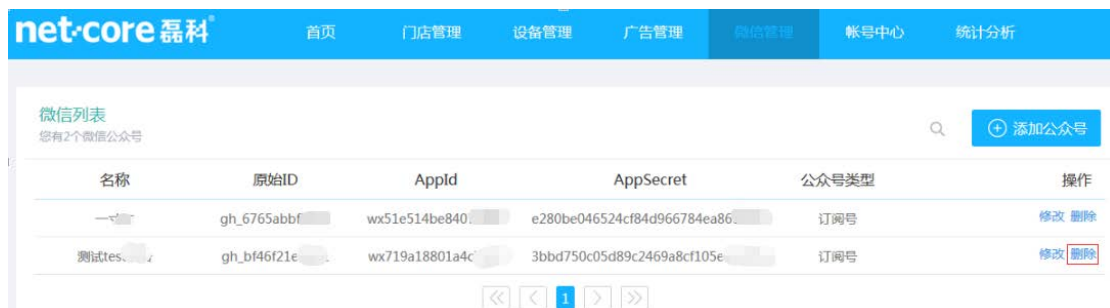 net·core磊科 首页 门店管理 设备管理 广告管理 微信管理 帐号中心 统计分析
微信列表
您有2个微信公众号
添加公众号
名称 原始ID AppId AppSecret 公众号类型 操作
gh_6765abbf wx51e514be840 e280be046524cf84d966784ea86 订阅号 修改 删除
测试tes gh_bf46f21e wx719a18801a4c 3bbd750c05d89c2469a8cf105e 订阅号 修改 删除
1